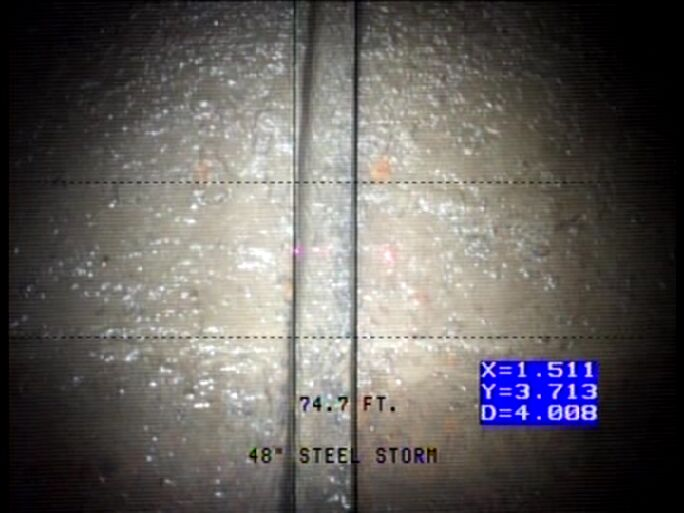 X=1.511
Y=3.713
D=4.008
74.7 FT.
48" STEEL STORM